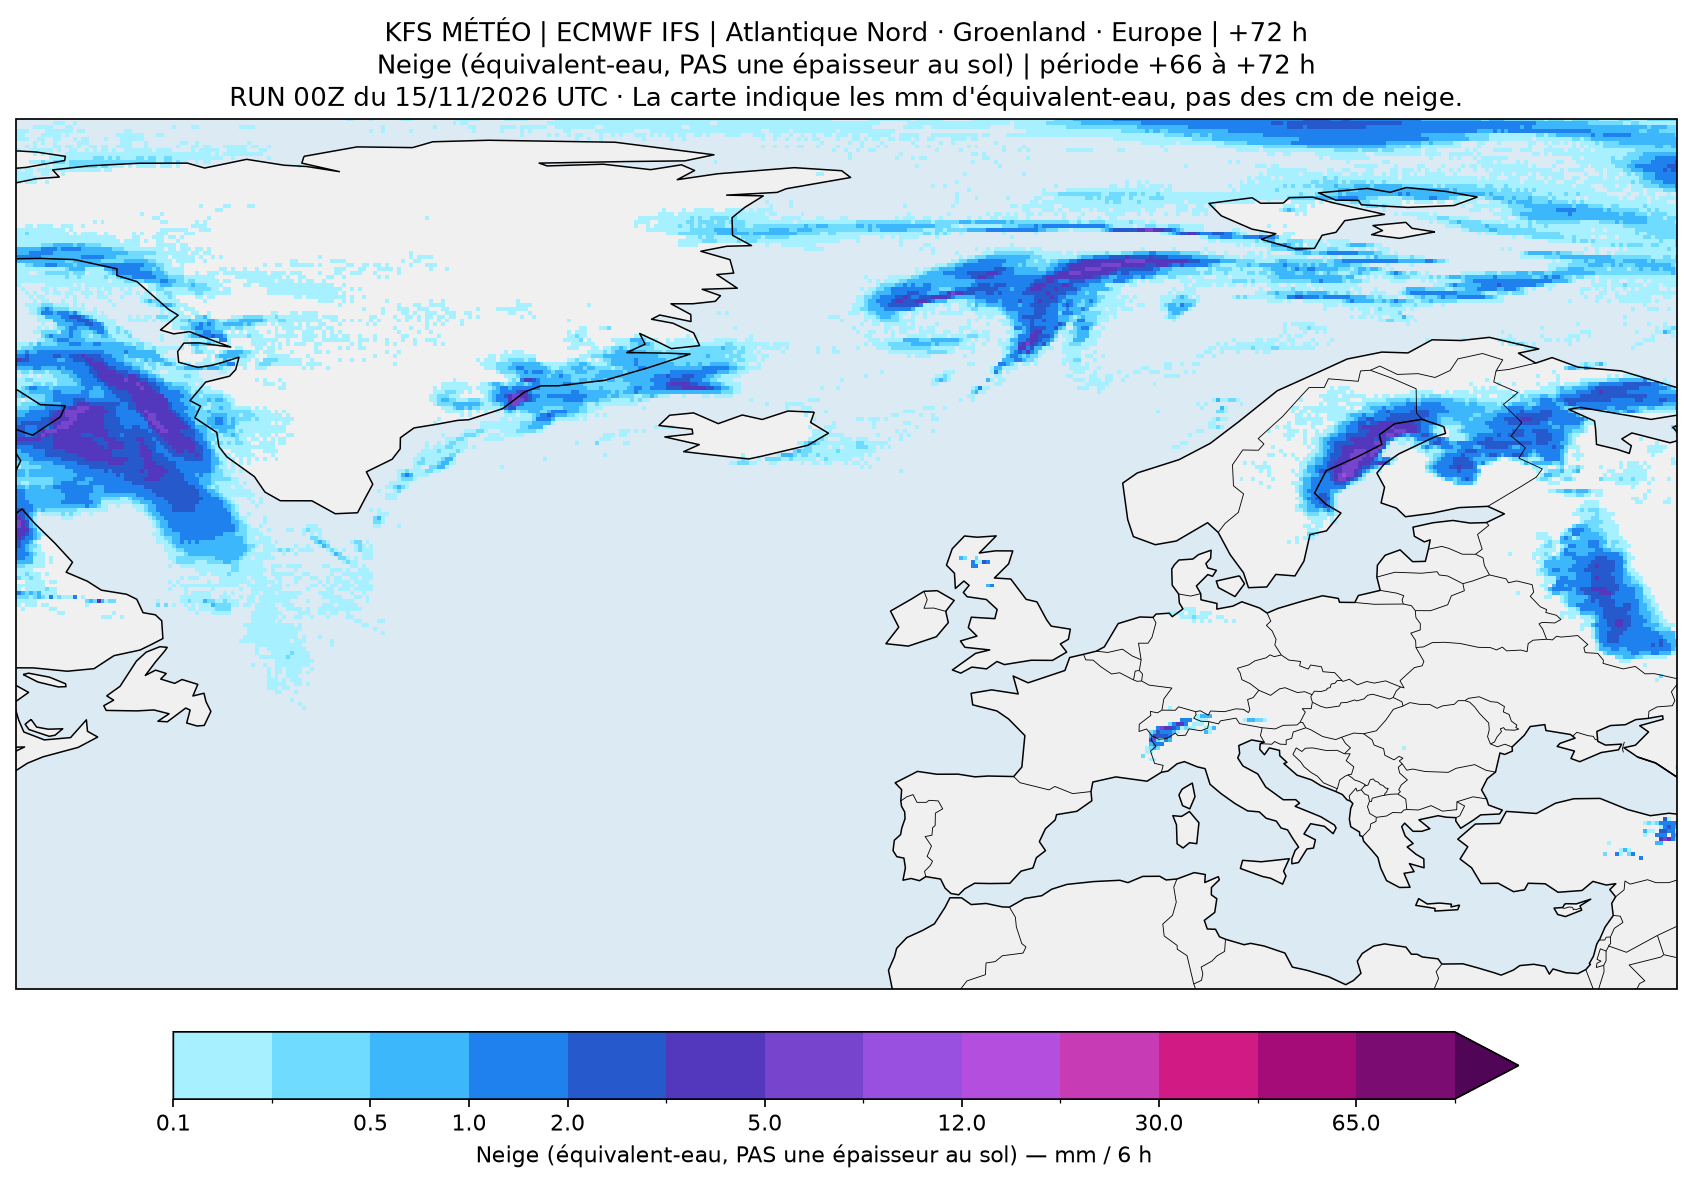 KFS MÉTÉO | ECMWF IFS | Atlantique Nord · Groenland · Europe | +72 h
Neige (équivalent-eau, PAS une épaisseur au sol) | période +66 à +72 h
RUN 00Z du 15/11/2026 UTC · La carte indique les mm d'équivalent-eau, pas des cm de neige.
0.1 0.5 1.0 2.0 5.0 12.0 30.0 65.0
Neige (équivalent-eau, PAS une épaisseur au sol) — mm / 6 h